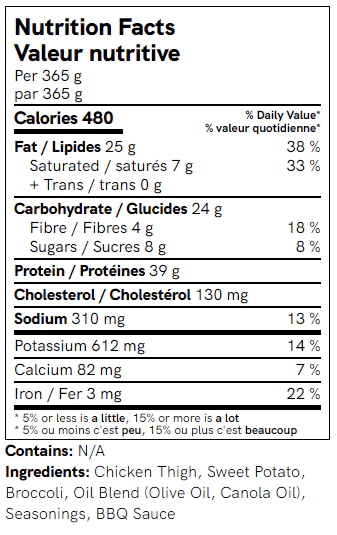 Nutrition Facts
Valeur nutritive
Per 365 g
par 365 g
Calories 480
% Daily Value*
% valeur quotidienne*
Fat / Lipides 25 g 38 %
Saturated / saturés 7 g 33 %
+ Trans / trans 0 g
Carbohydrate / Glucides 24 g
Fibre / Fibres 4 g 18 %
Sugars / Sucres 8 g 8 %
Protein / Protéines 39 g
Cholesterol / Cholestérol 130 mg
Sodium 310 mg 13 %
Potassium 612 mg 14 %
Calcium 82 mg 7 %
Iron / Fer 3 mg 22 %
* 5% or less is a little, 15% or more is a lot
* 5% ou moins c'est peu, 15% ou plus c'est beaucoup
Contains: N/A
Ingredients: Chicken Thigh, Sweet Potato,
Broccoli, Oil Blend (Olive Oil, Canola Oil),
Seasonings, BBQ Sauce